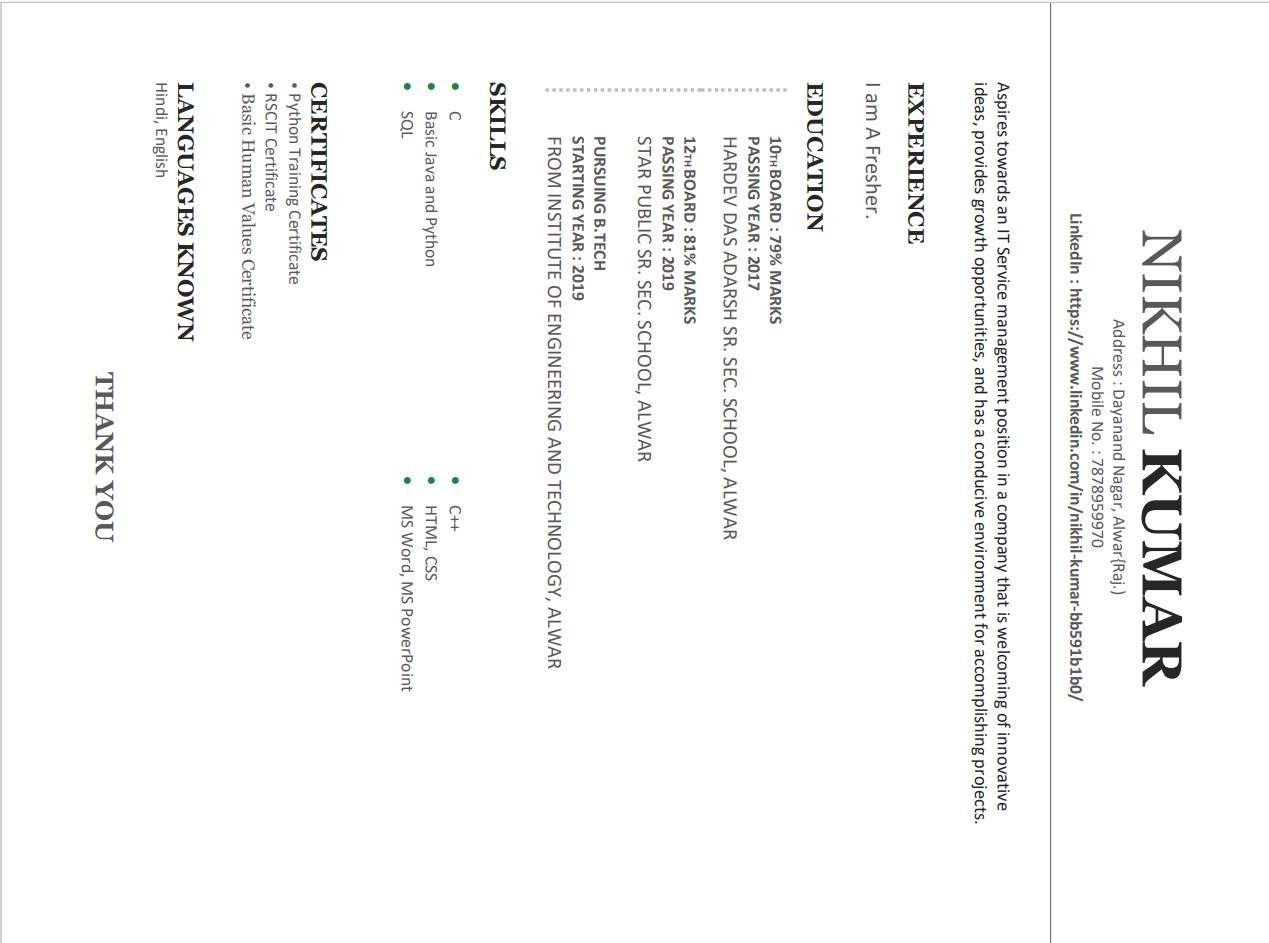 NIKHIL KUMAR
Address : Dayanand Nagar, Alwar{Raj.)
Mobile No. : 7878959970
LinkedIn : https://www.linkedin.com/in/nikhil-kumar-bb591b1b0/
Aspires towards an IT Service management position in a company that is welcoming of innovative
ideas, provides growth opportunities, and has a conducive environment for accomplishing projects.
EXPERIENCE
I am A Fresher.
EDUCATION
10TH BOARD : 79% MARKS
PASSING YEAR : 2017
HARDEV DAS ADARSH SR. SEC. SCHOOL, ALWAR
12TH BOARD : 81% MARKS
PASSING YEAR : 2019
STAR PUBLIC SR. SEC. SCHOOL, ALWAR
PURSUING B.TECH
STARTING YEAR : 2019
FROM INSTITUTE OF ENGINEERING AND TECHNOLOGY, ALWAR
SKILLS
• C
• Basic Java and Python
• SQL
• C++
• HTML, CSS
• MS Word, MS PowerPoint
CERTIFICATES
• Python Training Certificate
• RSCIT Certificate
• Basic Human Values Certificate
LANGUAGES KNOWN
Hindi, English
THANK YOU